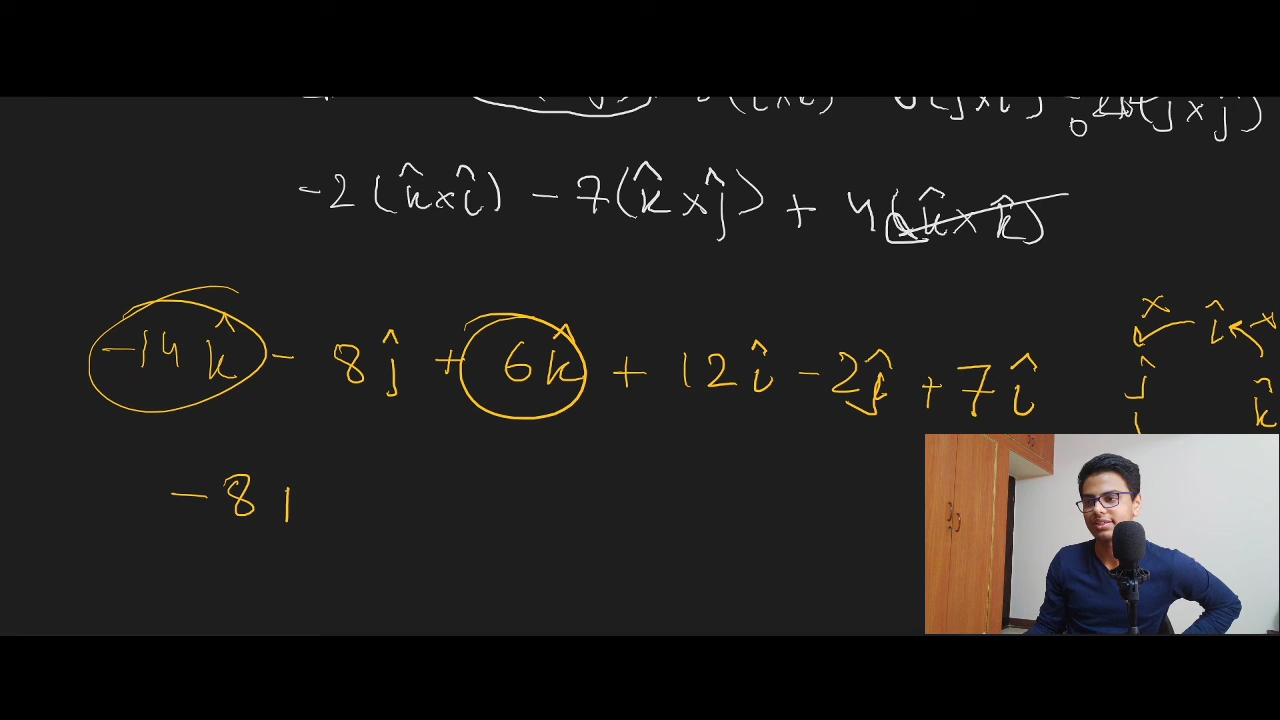 -2(k̂×î) - 7(k̂×ĵ) + 4(k̂×k̂)
-14k̂ - 8ĵ + 6k̂ + 12î - 2ĵ + 7î
× î
ĵ k̂
-8